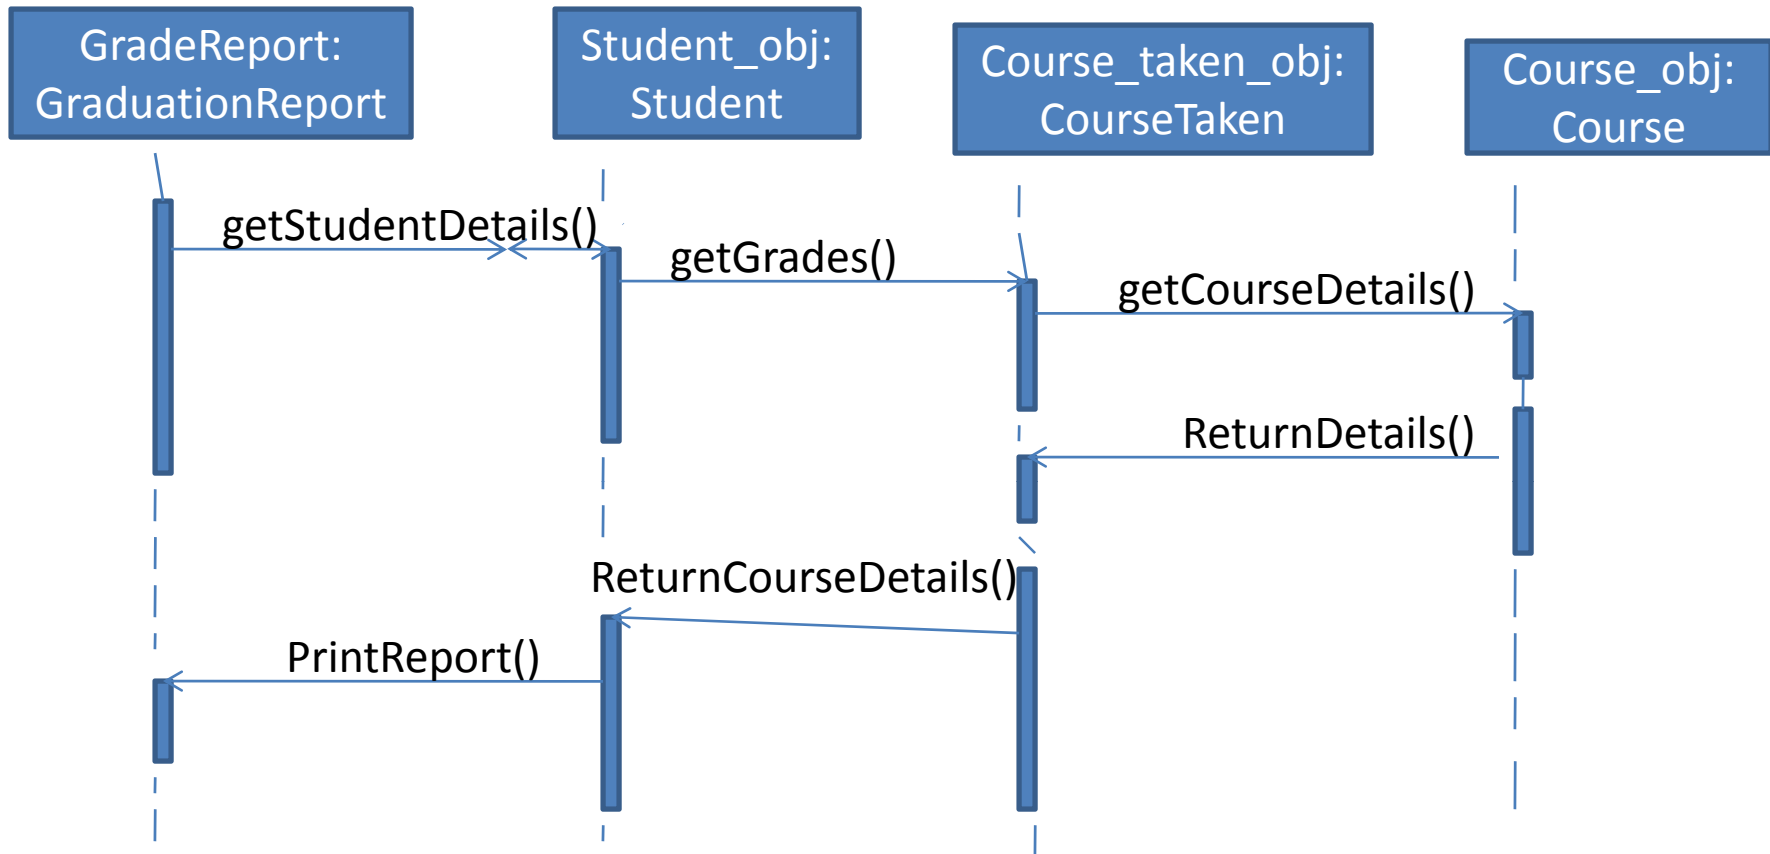 GradeReport:
GraduationReport
Student_obj:
Student
Course_taken_obj:
CourseTaken
Course_obj:
Course
getStudentDetails()
getGrades()
getCourseDetails()
ReturnDetails()
ReturnCourseDetails()
PrintReport()